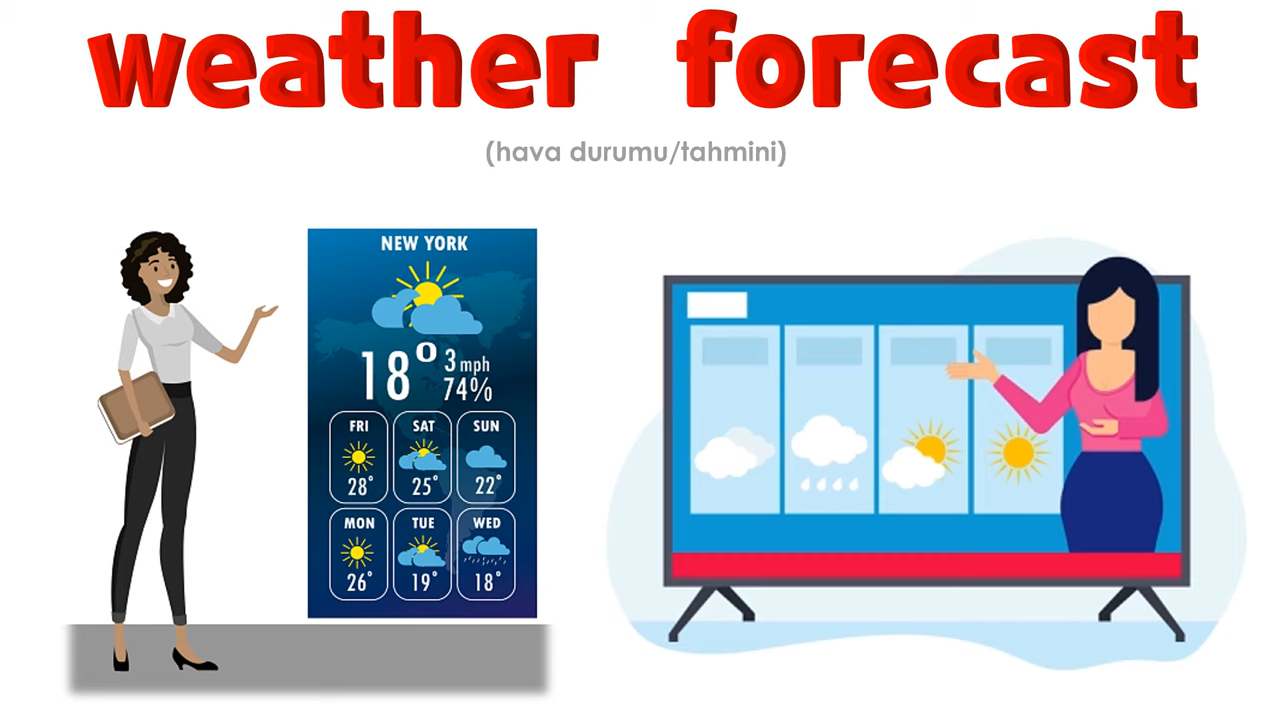 weather forecast
(hava durumu/tahmini)
NEW YORK
18° 3 mph
74%
FRI SAT SUN
28° 25° 22°
MON TUE WED
26° 19° 18°